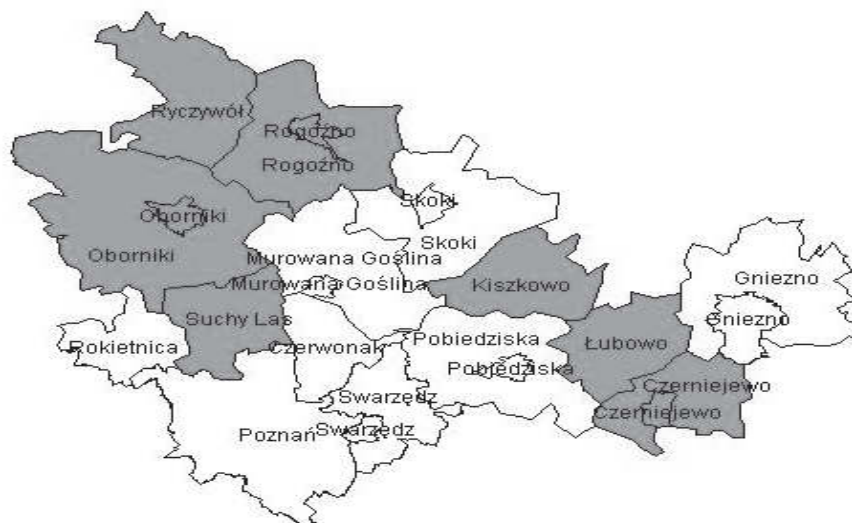 Ryczywół
Rogoźno
Rogoźno
Skoki
Oborniki
Skoki
Oborniki
Murowana Goślina
Murowana Goślina
Gniezno
Kiszkowo
Suchy Las
Gniezno
Rokietnica
Czerwonak
Pobiedziska
Łubowo
Pobiedziska
Czerniejewo
Swarzędz
Czerniejewo
Poznań
Swarzędz